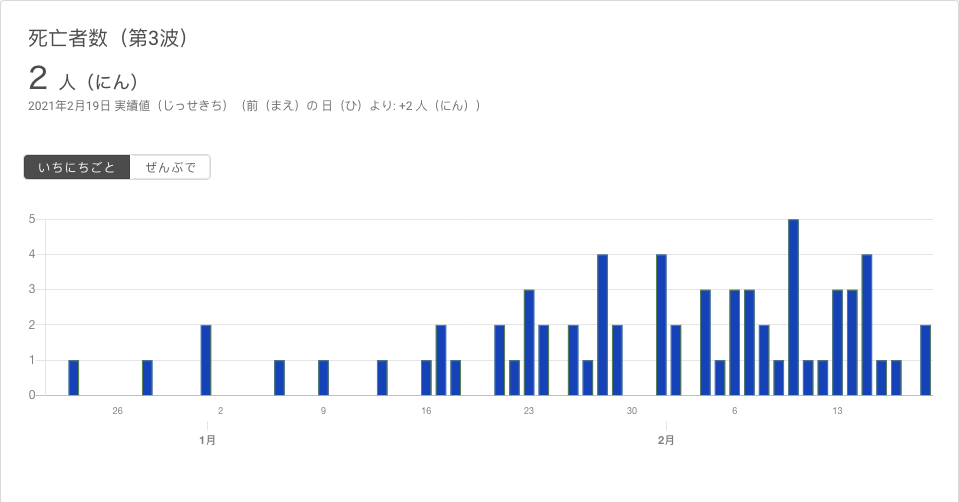 死亡者数（第3波）
2 人（にん）
2021年2月19日 実績値（じっせきち）（前（まえ）の 日（ひ）より: +2 人（にん））
いちにちごと ぜんぶで
5
4
3
2
1
0
26 2 9 16 23 30 6 13
1月 2月